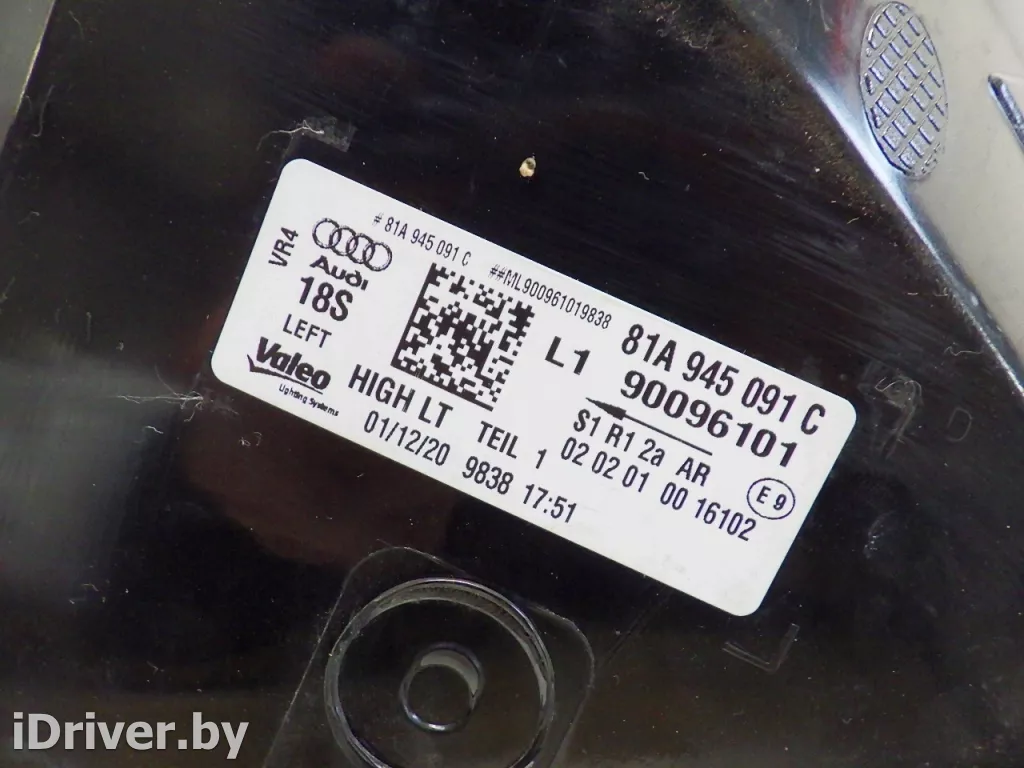 # 81A 945 091 C
##ML900961019838
VR4
Audi
18S
LEFT
Valeo
Lighting Systems
HIGH LT
TEIL 1
01/12/20 9838 17:51
L1
81A 945 091 C
90096101
S1 R1 2a AR
02 02 01 00 16102
E 9
D
L
iDriver.by